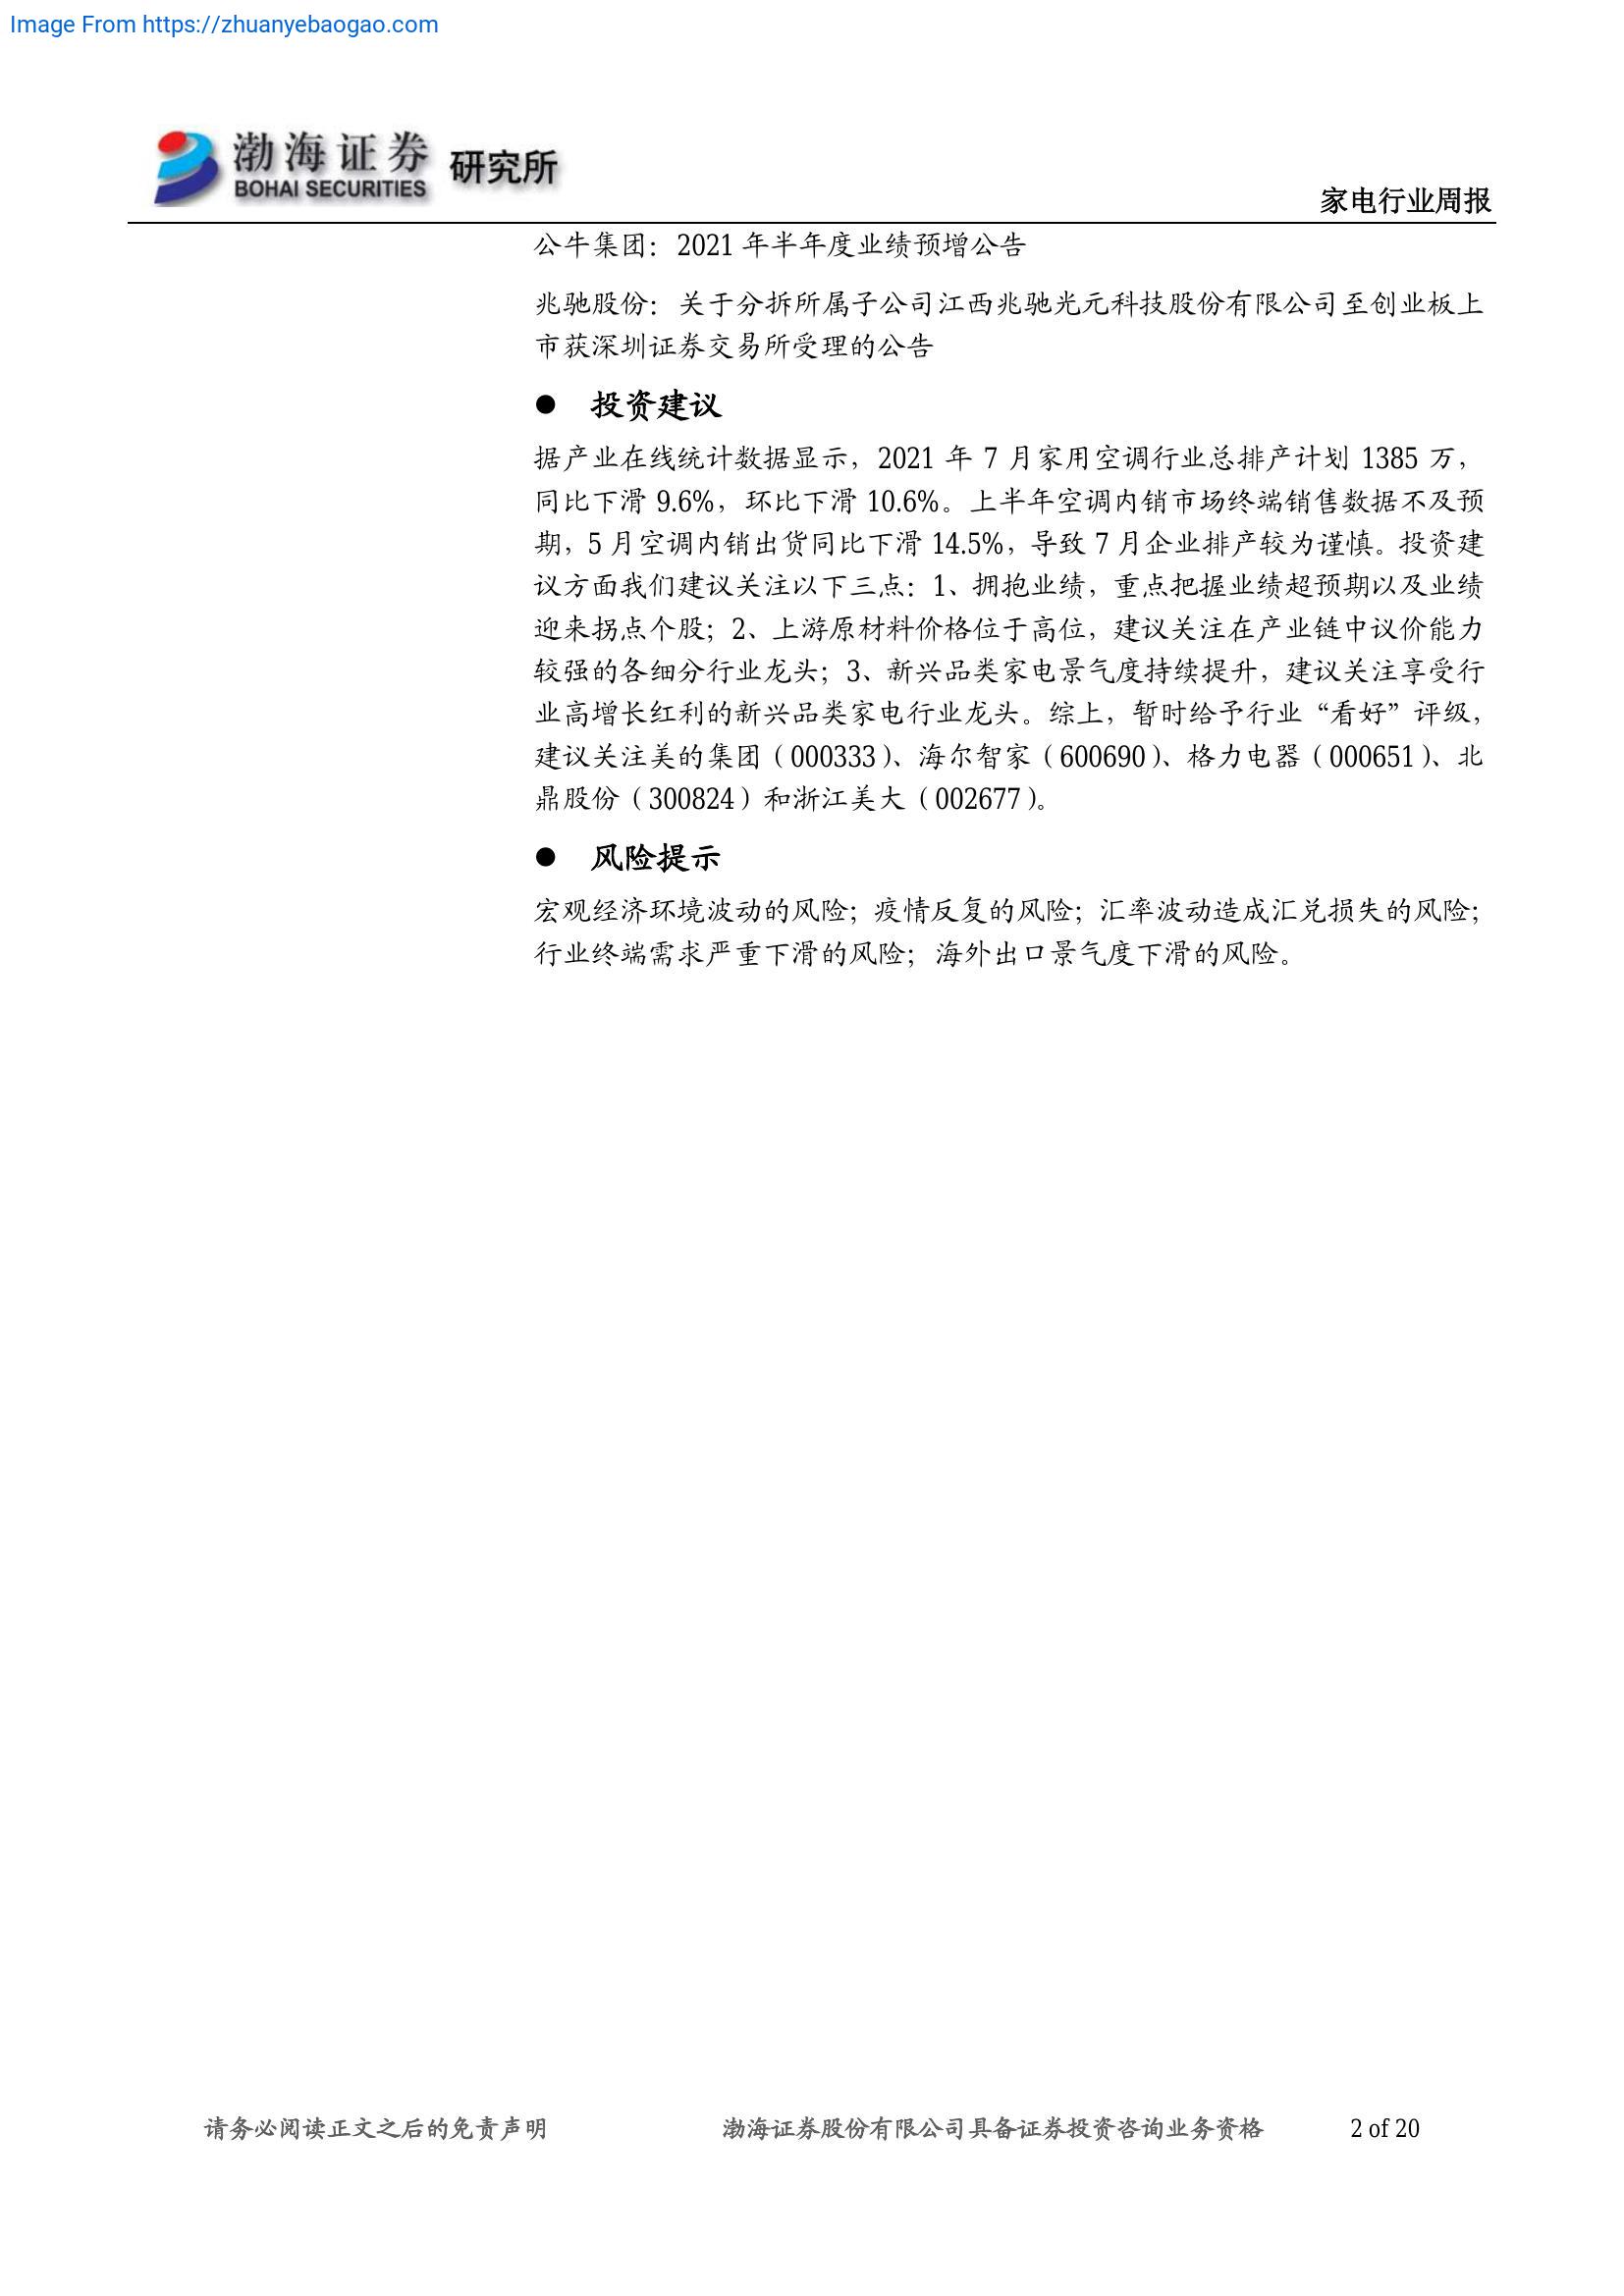 Image From https://zhuanyebaogao.com
渤海证券
BOHAI SECURITIES
研究所
家电行业周报
公牛集团：2021 年半年度业绩预增公告
兆驰股份：关于分拆所属子公司江西兆驰光元科技股份有限公司至创业板上
市获深圳证券交易所受理的公告
● 投资建议
据产业在线统计数据显示，2021 年 7 月家用空调行业总排产计划 1385 万，
同比下滑 9.6%，环比下滑 10.6%。上半年空调内销市场终端销售数据不及预
期，5 月空调内销出货同比下滑 14.5%，导致 7 月企业排产较为谨慎。投资建
议方面我们建议关注以下三点：1、拥抱业绩，重点把握业绩超预期以及业绩
迎来拐点个股；2、上游原材料价格位于高位，建议关注在产业链中议价能力
较强的各细分行业龙头；3、新兴品类家电景气度持续提升，建议关注享受行
业高增长红利的新兴品类家电行业龙头。综上，暂时给予行业“看好”评级，
建议关注美的集团（000333）、海尔智家（600690）、格力电器（000651）、北
鼎股份（300824）和浙江美大（002677）。
● 风险提示
宏观经济环境波动的风险；疫情反复的风险；汇率波动造成汇兑损失的风险；
行业终端需求严重下滑的风险；海外出口景气度下滑的风险。
请务必阅读正文之后的免责声明 渤海证券股份有限公司具备证券投资咨询业务资格 2 of 20